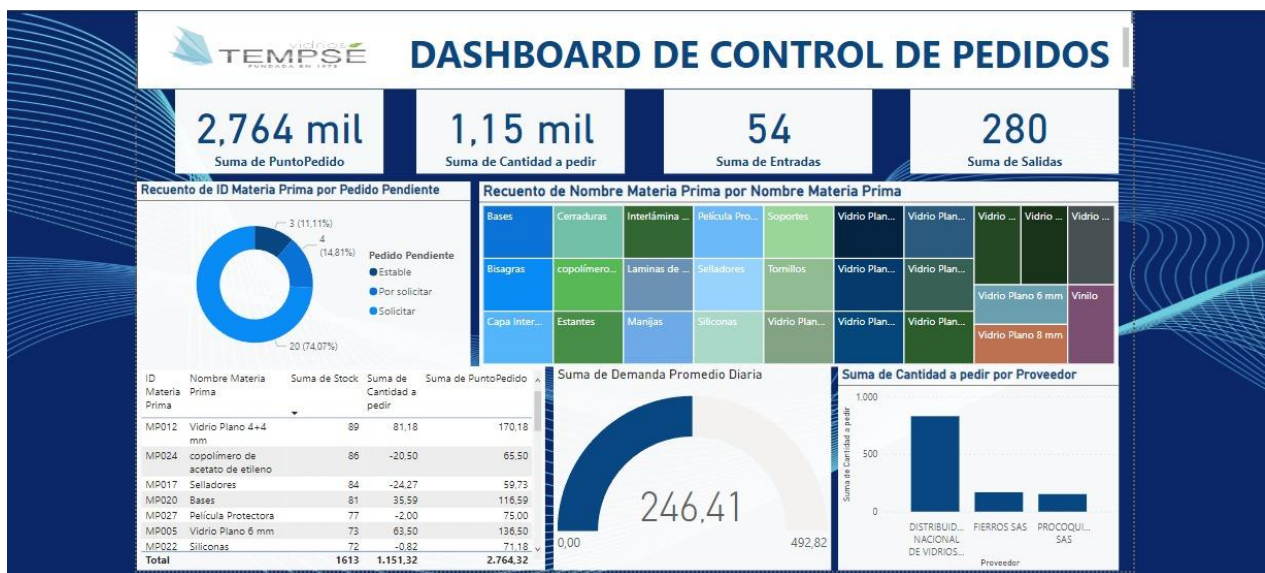 vidrios
TEMPSÉ
FUNDADA EN 1975
DASHBOARD DE CONTROL DE PEDIDOS
2,764 mil
Suma de PuntoPedido
1,15 mil
Suma de Cantidad a pedir
54
Suma de Entradas
280
Suma de Salidas
Recuento de ID Materia Prima por Pedido Pendiente
3 (11,11%)
4
(14,81%)
20 (74,07%)
Pedido Pendiente
Estable
Por solicitar
Solicitar
Recuento de Nombre Materia Prima por Nombre Materia Prima
Bases
Cerraduras
Interlámina ...
Película Pro...
Soportes
Vidrio Plan...
Vidrio Plan...
Vidrio ...
Vidrio ...
Vidrio ...
Bisagras
copolímero...
Laminas de ...
Selladores
Tornillos
Vidrio Plan...
Vidrio Plan...
Vidrio Plano 6 mm
Vinilo
Capa Inter...
Estantes
Manijas
Siliconas
Vidrio Plan...
Vidrio Plan...
Vidrio Plan...
Vidrio Plano 8 mm
ID Materia Prima Nombre Materia Prima Suma de Stock Suma de Cantidad a pedir Suma de PuntoPedido
MP012 Vidrio Plano 4+4 mm 89 81,18 170,18
MP024 copolímero de acetato de etileno 86 -20,50 65,50
MP017 Selladores 84 -24,27 59,73
MP020 Bases 81 35,59 116,59
MP027 Película Protectora 77 -2,00 75,00
MP005 Vidrio Plano 6 mm 73 63,50 136,50
MP022 Siliconas 72 -0,82 71,18
Total 1613 1.151,32 2.764,32
Suma de Demanda Promedio Diaria
246,41
0,00
492,82
Suma de Cantidad a pedir por Proveedor
Suma de Cantidad a pedir
1.000
500
0
DISTRIBUID...
NACIONAL
DE VIDRIOS...
FIERROS SAS
PROCOQUI...
SAS
Proveedor